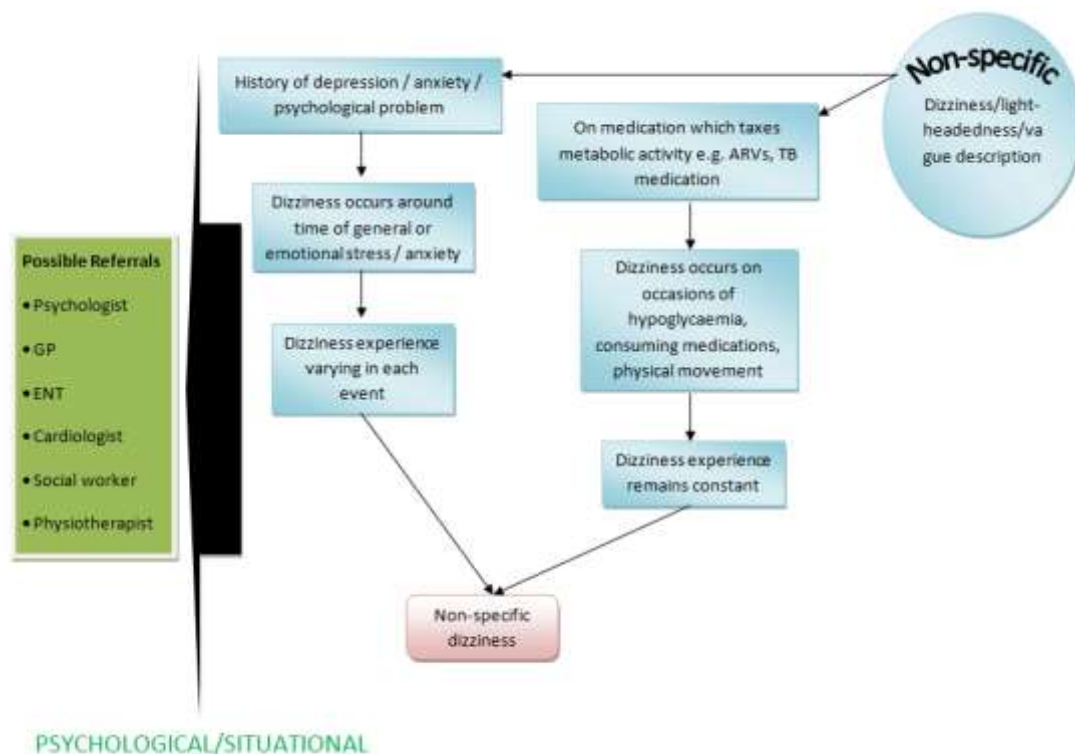 Non-specific
Dizziness/light-
headedness/va
gue description
History of depression / anxiety /
psychological problem
On medication which taxes
metabolic activity e.g. ARVs, TB
medication
Dizziness occurs around
time of general or
emotional stress / anxiety
Dizziness occurs on
occasions of
hypoglycaemia,
consuming medications,
physical movement
Dizziness experience
varying in each
event
Dizziness experience
remains constant
Non-specific
dizziness
Possible Referrals
• Psychologist
• GP
• ENT
• Cardiologist
• Social worker
• Physiotherapist
PSYCHOLOGICAL/SITUATIONAL